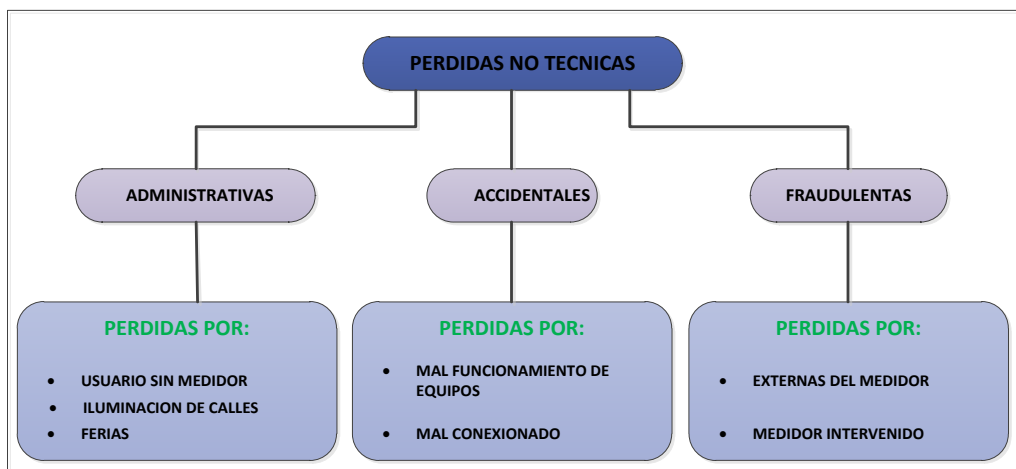 PERDIDAS NO TECNICAS
ADMINISTRATIVAS
ACCIDENTALES
FRAUDULENTAS
PERDIDAS POR:
• USUARIO SIN MEDIDOR
• ILUMINACION DE CALLES
• FERIAS
PERDIDAS POR:
• MAL FUNCIONAMIENTO DE
EQUIPOS
• MAL CONEXIONADO
PERDIDAS POR:
• EXTERNAS DEL MEDIDOR
• MEDIDOR INTERVENIDO